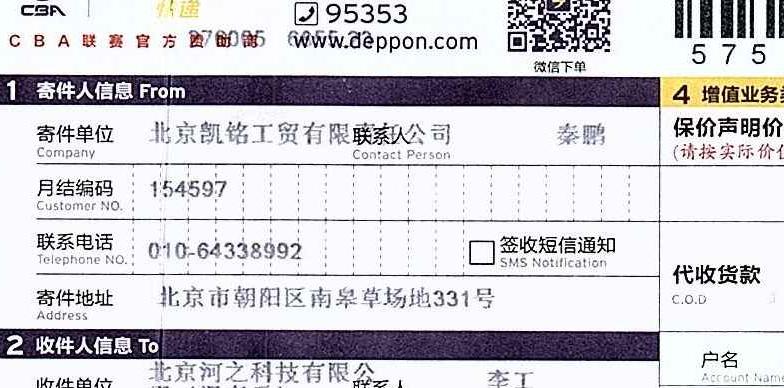 CBA 快递 95353
CBA联赛官方赞助商 www.deppon.com
微信下单
575
1 寄件人信息 From
4 增值业务
寄件单位 北京凯铭工贸有限责任公司 联系人 秦鹏
Company Contact Person
保价声明价
(请按实际价
月结编码 154597
Customer NO.
联系电话 010-64338992 签收短信通知
Telephone NO. SMS Notification
代收货款
C.O.D
寄件地址 北京市朝阳区南皋草场地331号
Address
2 收件人信息 To
户名
Account Name
收件单位 北京河之科技有限公 联系人 李工